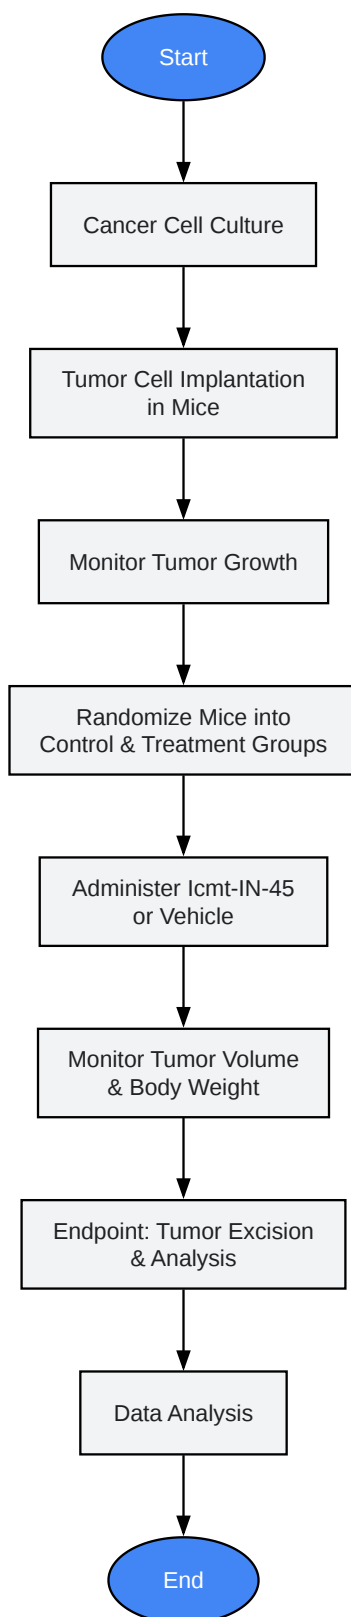 Start
Cancer Cell Culture
Tumor Cell Implantation
in Mice
Monitor Tumor Growth
Randomize Mice into
Control & Treatment Groups
Administer Icmt-IN-45
or Vehicle
Monitor Tumor Volume
& Body Weight
Endpoint: Tumor Excision
& Analysis
Data Analysis
End